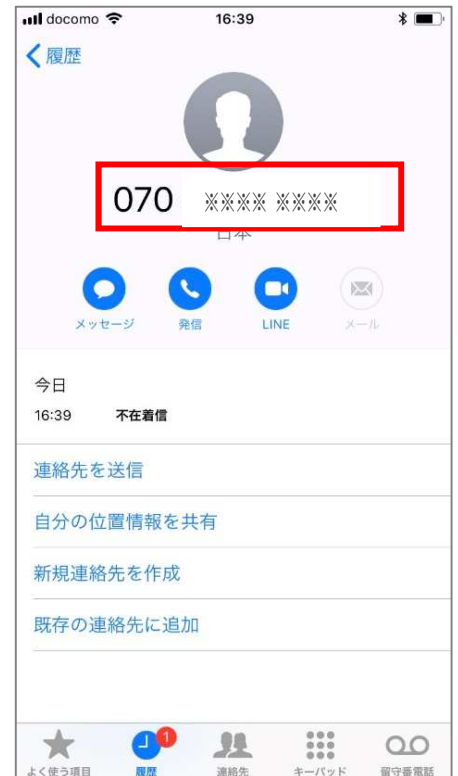 docomo 16:39
履歴
070 ※※※※ ※※※※
日本
メッセージ 発信 LINE メール
今日
16:39 不在着信
連絡先を送信
自分の位置情報を共有
新規連絡先を作成
既存の連絡先に追加
1
よく使う項目 履歴 連絡先 キーパッド 留守番電話